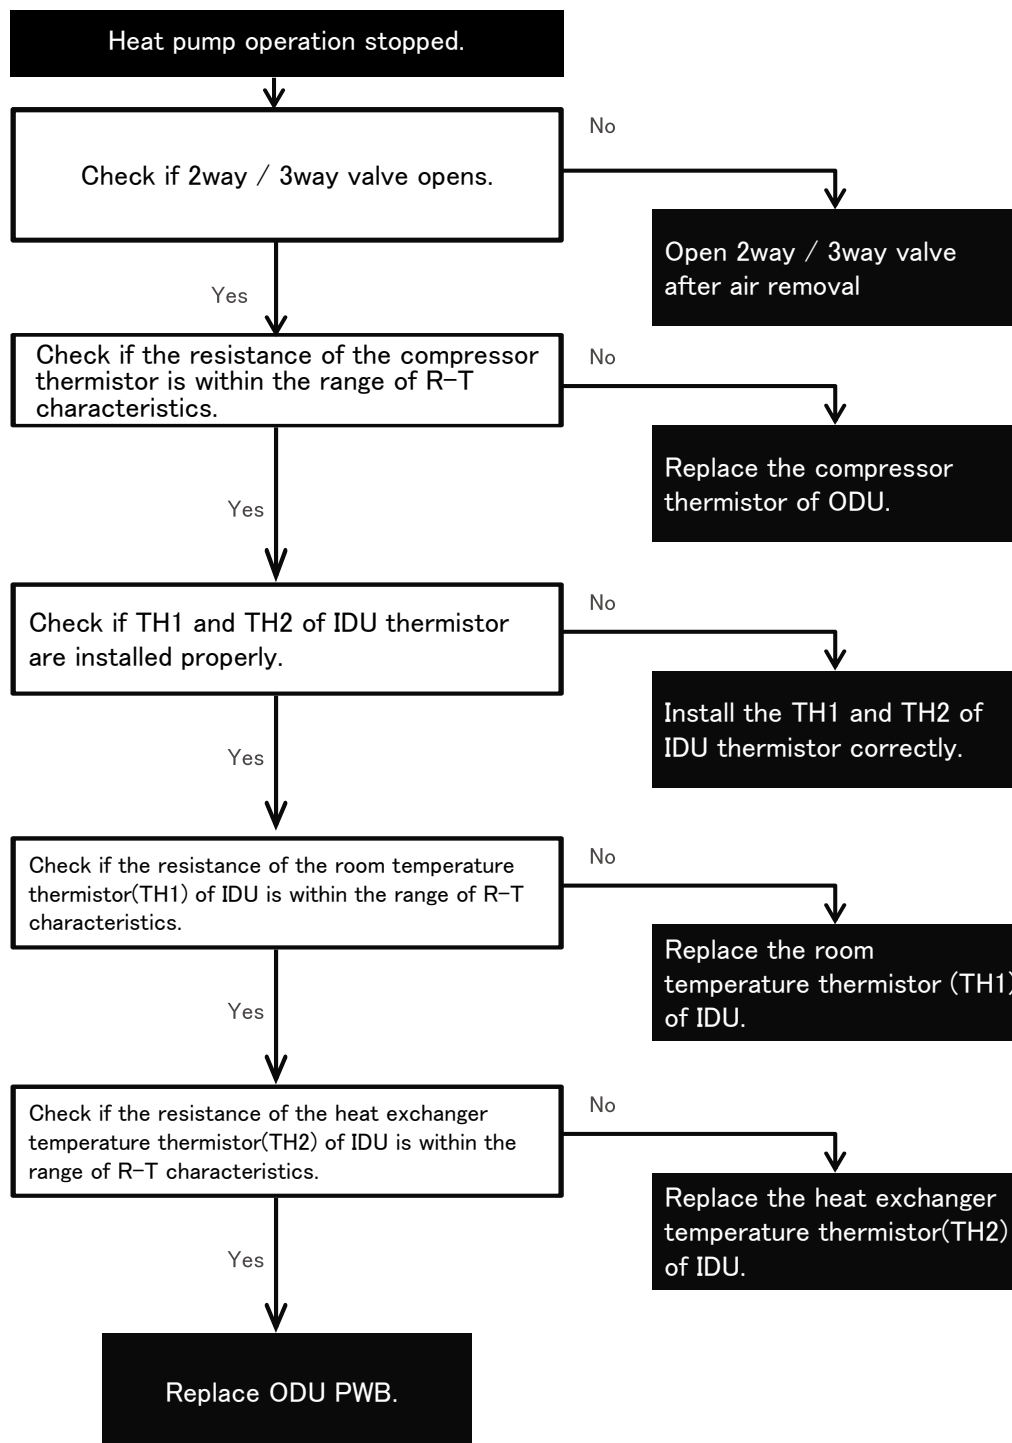 Heat pump operation stopped.
No
Check if 2way / 3way valve opens.
Open 2way / 3way valve
after air removal
Yes
Check if the resistance of the compressor
thermistor is within the range of R-T
characteristics.
No
Replace the compressor
thermistor of ODU.
Yes
No
Check if TH1 and TH2 of IDU thermistor
are installed properly.
Install the TH1 and TH2 of
IDU thermistor correctly.
Yes
No
Check if the resistance of the room temperature
thermistor(TH1) of IDU is within the range of R-T
characteristics.
Replace the room
temperature thermistor (TH1)
of IDU.
Yes
No
Check if the resistance of the heat exchanger
temperature thermistor(TH2) of IDU is within the
range of R-T characteristics.
Replace the heat exchanger
temperature thermistor(TH2)
of IDU.
Yes
Replace ODU PWB.